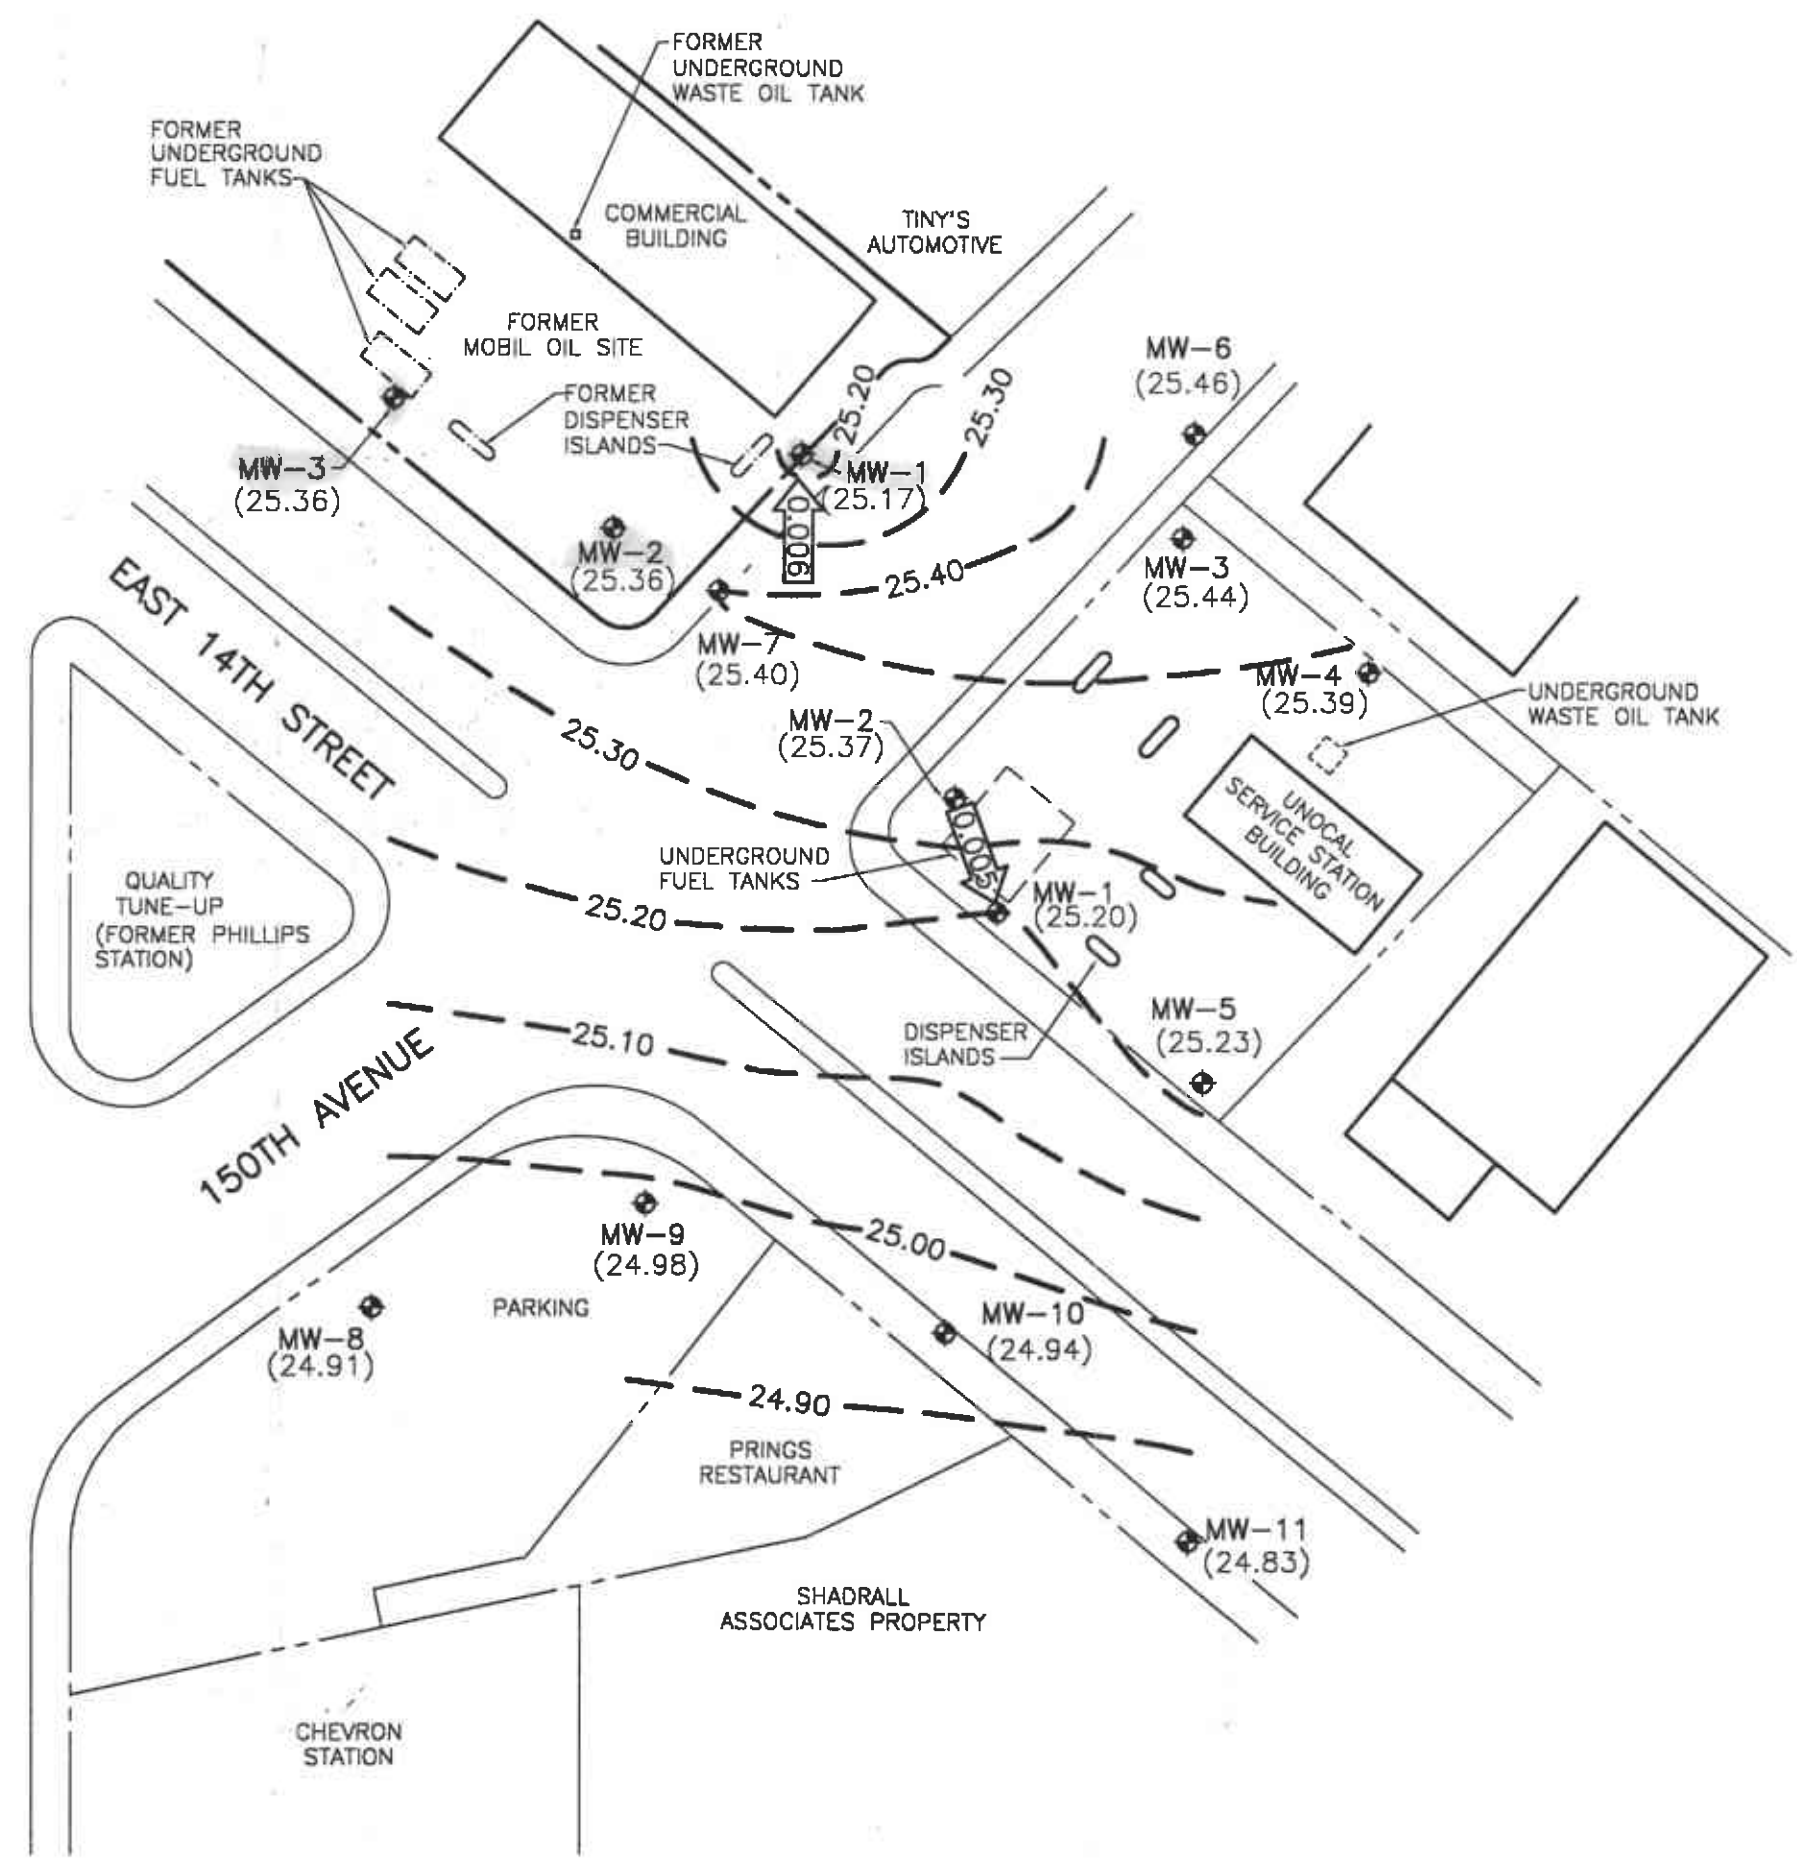 FORMER
UNDERGROUND
WASTE OIL TANK
FORMER
UNDERGROUND
FUEL TANKS
COMMERCIAL
BUILDING
TINY'S
AUTOMOTIVE
FORMER
MOBIL OIL SITE
MW-6
(25.46)
FORMER
DISPENSER
ISLANDS
25.20
25.30
MW-3
(25.36)
MW-1
(25.17)
0.006
MW-2
(25.36)
25.40
MW-3
(25.44)
EAST 14TH STREET
MW-7
(25.40)
MW-4
(25.39)
UNDERGROUND
WASTE OIL TANK
MW-2
(25.37)
25.30
0.005
UNOCAL
SERVICE STATION
BUILDING
UNDERGROUND
FUEL TANKS
QUALITY
TUNE-UP
(FORMER PHILLIPS
STATION)
25.20
MW-1
(25.20)
MW-5
(25.23)
DISPENSER
ISLANDS
25.10
150TH AVENUE
MW-9
(24.98)
25.00
PARKING
MW-8
(24.91)
MW-10
(24.94)
24.90
PRINGS
RESTAURANT
MW-11
(24.83)
SHADRALL
ASSOCIATES PROPERTY
CHEVRON
STATION